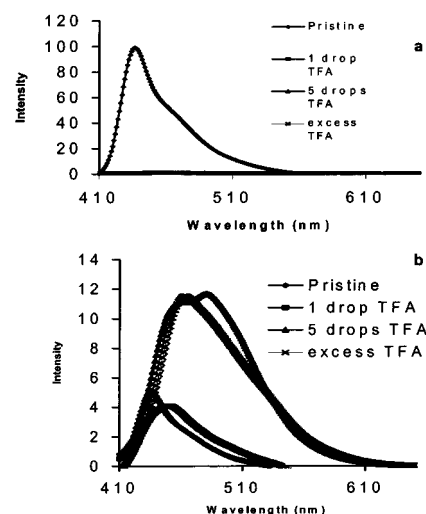 120
100
80
60
40
20
0
Intensity
410
510
610
Wavelength (nm)
a
Pristine
1 drop
TFA
5 drops
TFA
excess
TFA
b
14
12
10
8
6
4
2
0
Intensity
410
510
610
Wavelength (nm)
Pristine
1 drop TFA
5 drops TFA
excess TFA